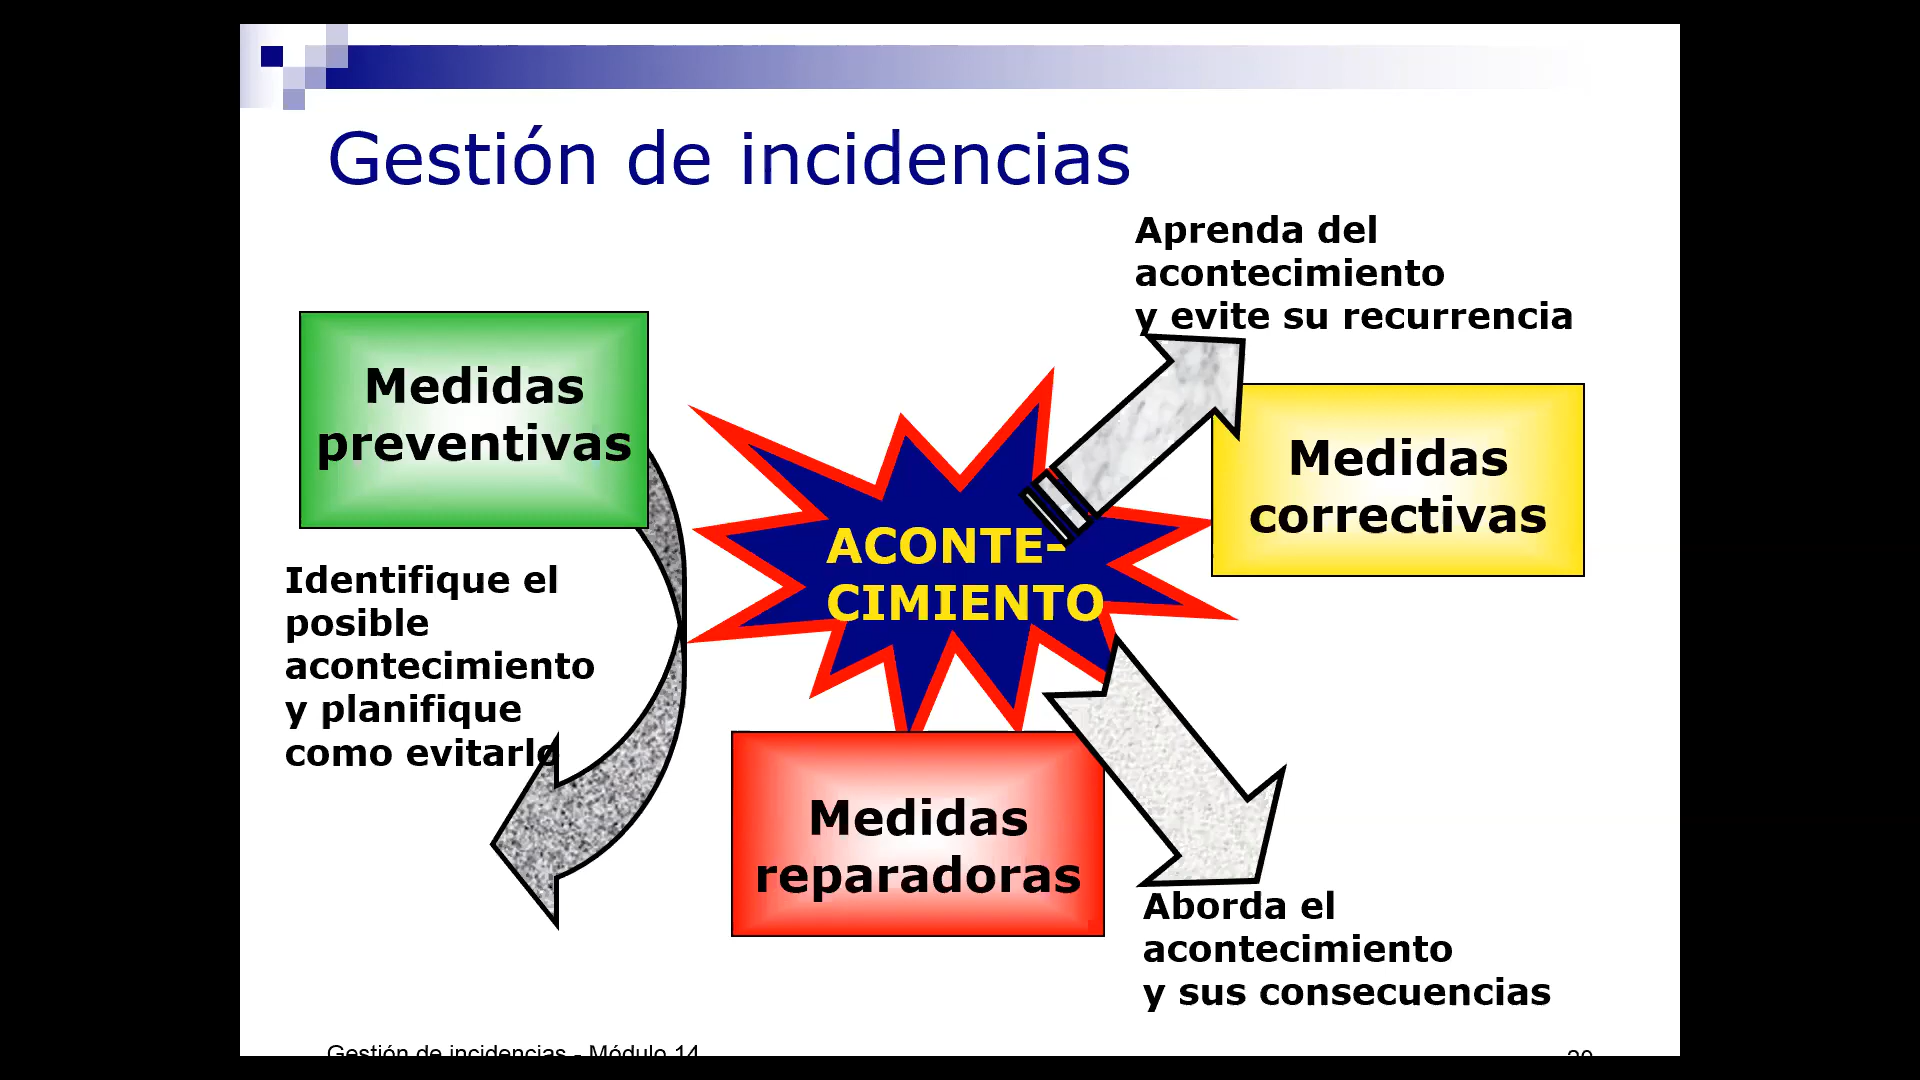 Gestión de incidencias
Aprenda del
acontecimiento
y evite su recurrencia
Medidas
preventivas
Medidas
correctivas
ACONTE-
CIMIENTO
Identifique el
posible
acontecimiento
y planifique
como evitarlo
Medidas
reparadoras
Aborda el
acontecimiento
y sus consecuencias
Gestión de incidencias - Módulo 14